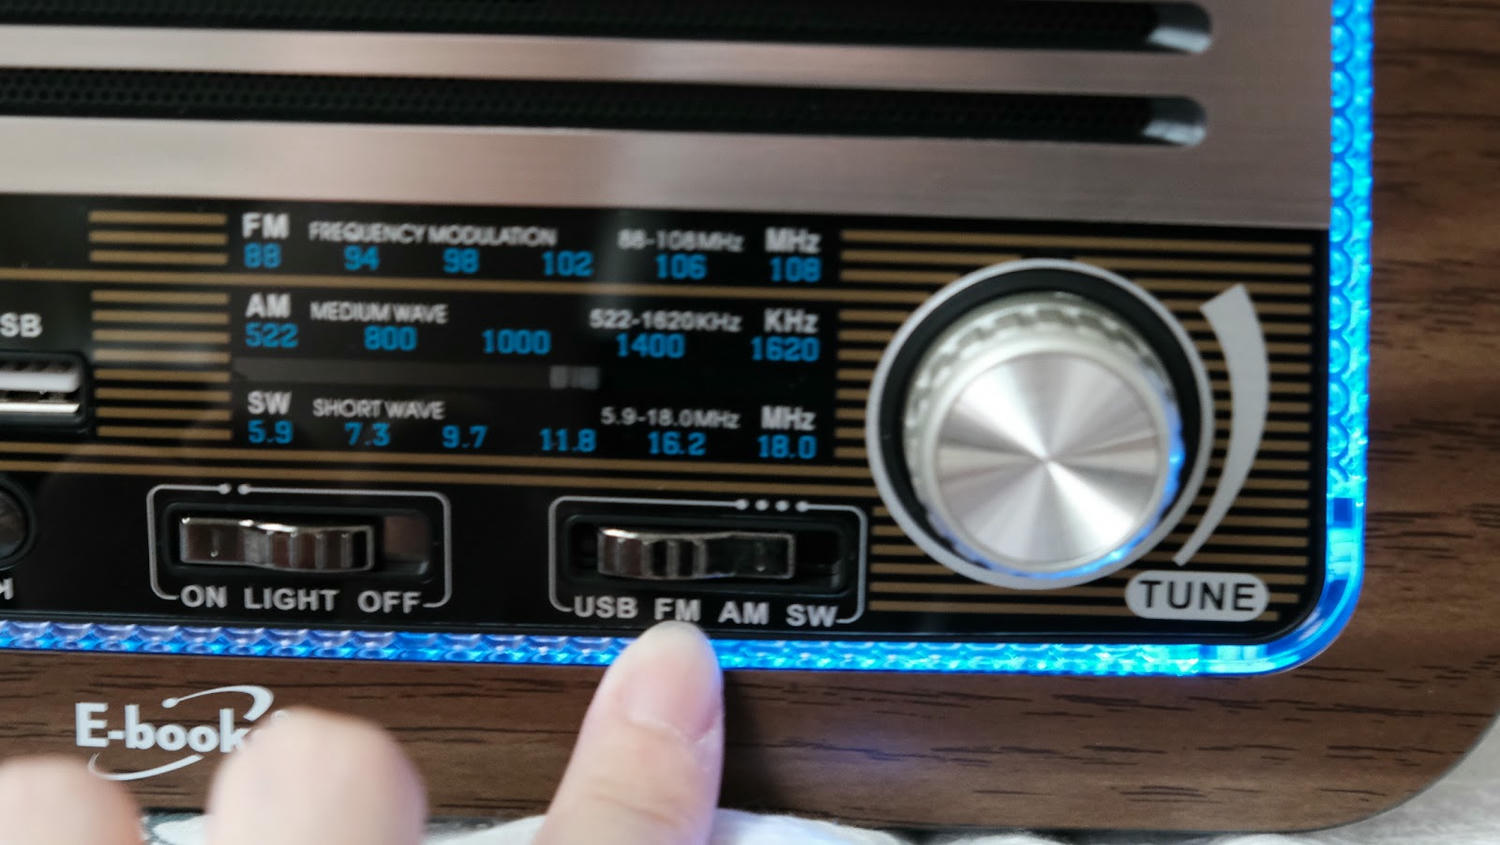 FM FREQUENCY MODULATION 88-108MHz MHz
88 94 98 102 106 108
AM MEDIUM WAVE 522-1620KHz KHz
522 800 1000 1400 1620
SB
SW SHORT WAVE 5.9-18.0MHz MHz
5.9 7.3 9.7 11.8 16.2 18.0
ON LIGHT OFF
USB FM AM SW
TUNE
E-book